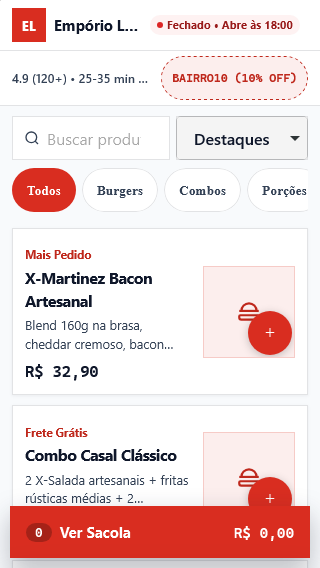 EL Empório L... Fechado • Abre às 18:00
4.9 (120+) • 25-35 min ... BAIRRO10 (10% OFF)
Buscar produ Destaques
Todos Burgers Combos Porções
Mais Pedido
X-Martinez Bacon
Artesanal
Blend 160g na brasa,
cheddar cremoso, bacon...
R$ 32,90
+
Frete Grátis
Combo Casal Clássico
2 X-Salada artesanais + fritas
rústicas médias + 2...
+
0 Ver Sacola R$ 0,00